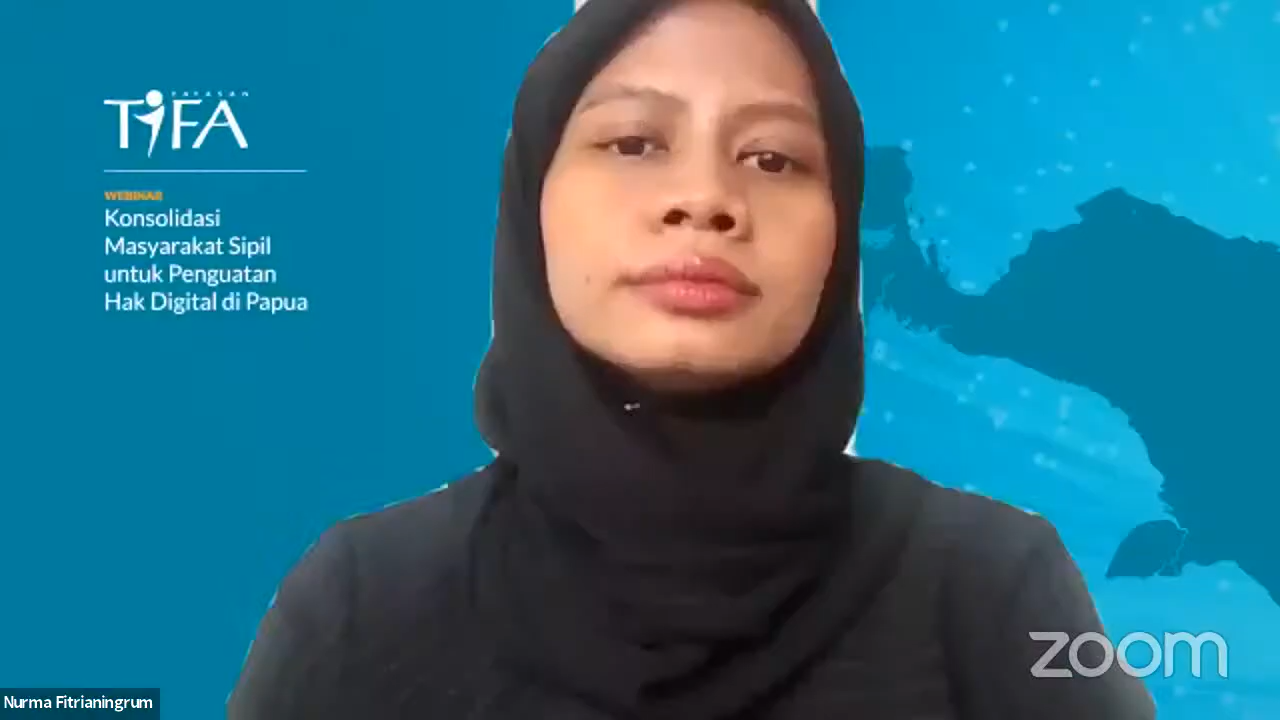 YAYASAN
TiFA
WEBINAR
Konsolidasi
Masyarakat Sipil
untuk Penguatan
Hak Digital di Papua
zoom
Nurma Fitrianingrum